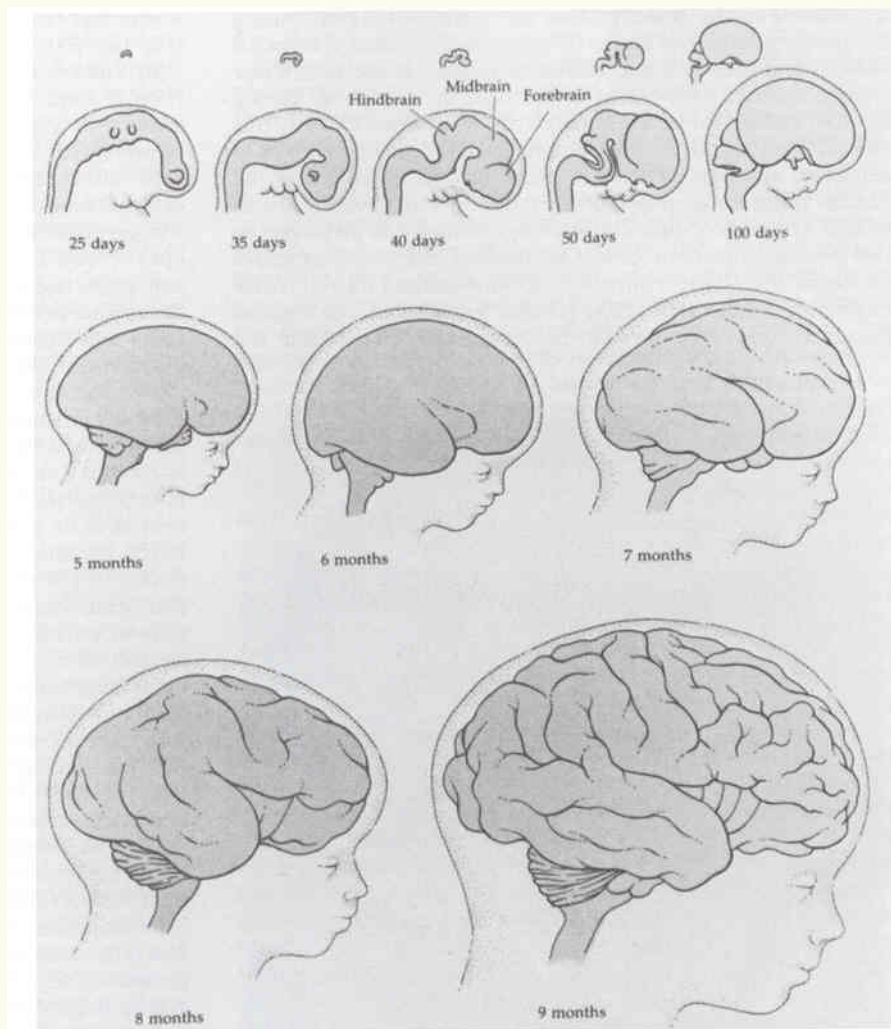 Hindbrain
Midbrain
Forebrain
25 days
35 days
40 days
50 days
100 days
5 months
6 months
7 months
8 months
9 months